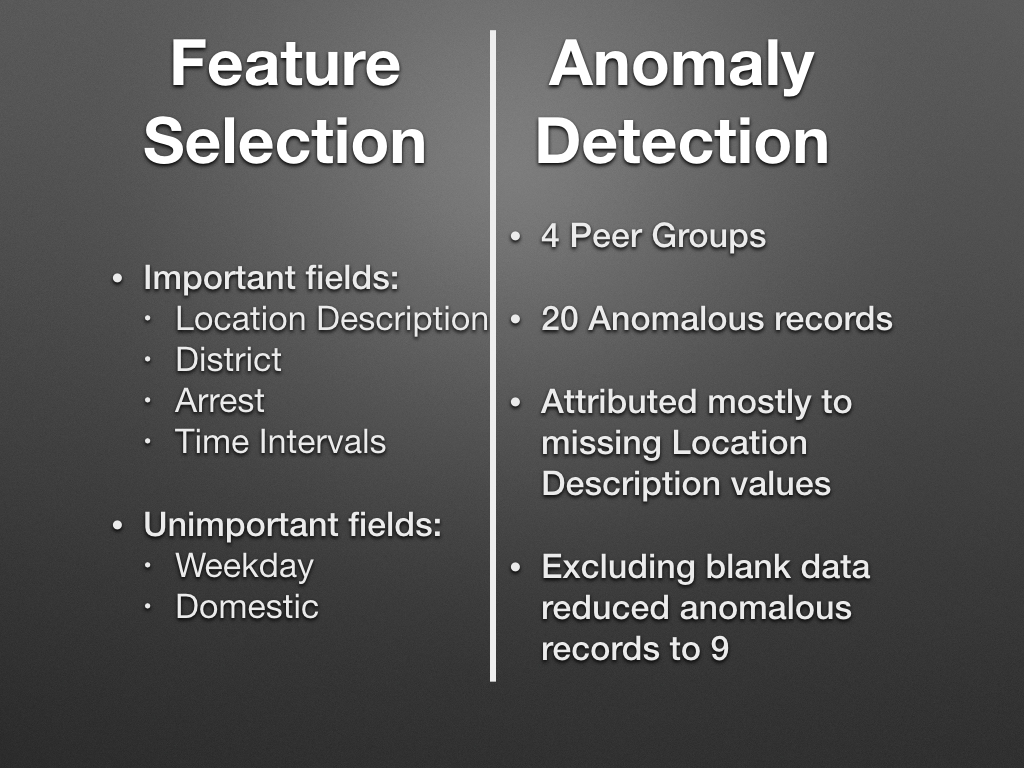 Feature
Selection
• Important fields:
• Location Description
• District
• Arrest
• Time Intervals
• Unimportant fields:
• Weekday
• Domestic
Anomaly
Detection
• 4 Peer Groups
• 20 Anomalous records
• Attributed mostly to
missing Location
Description values
• Excluding blank data
reduced anomalous
records to 9